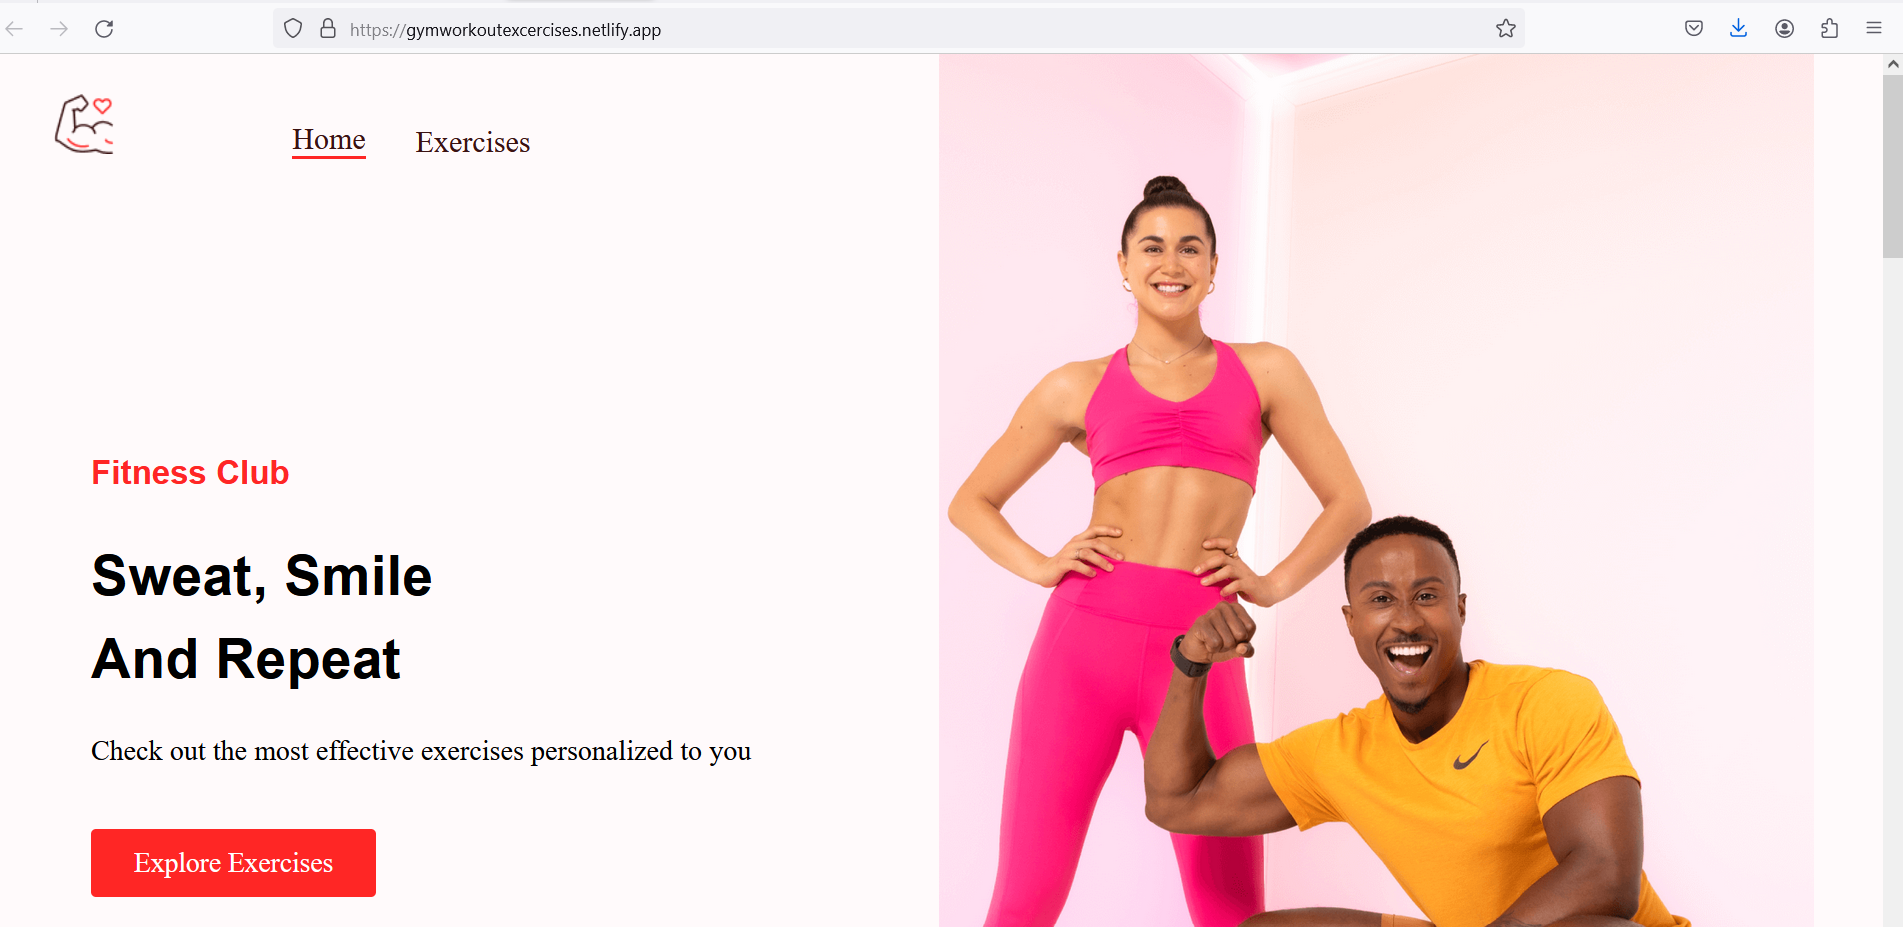 https://gymworkoutexcercises.netlify.app
Home Exercises
Fitness Club
Sweat, Smile
And Repeat
Check out the most effective exercises personalized to you
Explore Exercises